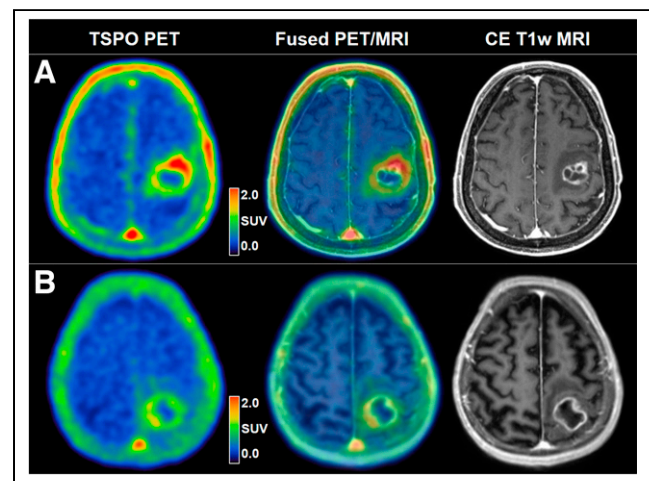 TSPO PET Fused PET/MRI CE T1w MRI
A
2.0
SUV
0.0
B
2.0
SUV
0.0